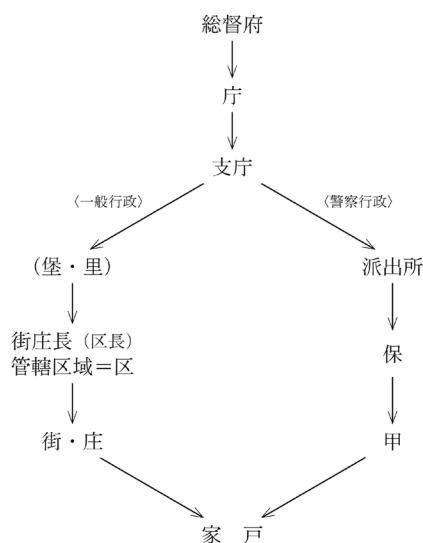 総督府
庁
支庁
〈一般行政〉
〈警察行政〉
（堡・里）
派出所
街庄長（区長）
管轄区域＝区
保
街・庄
甲
家　戸